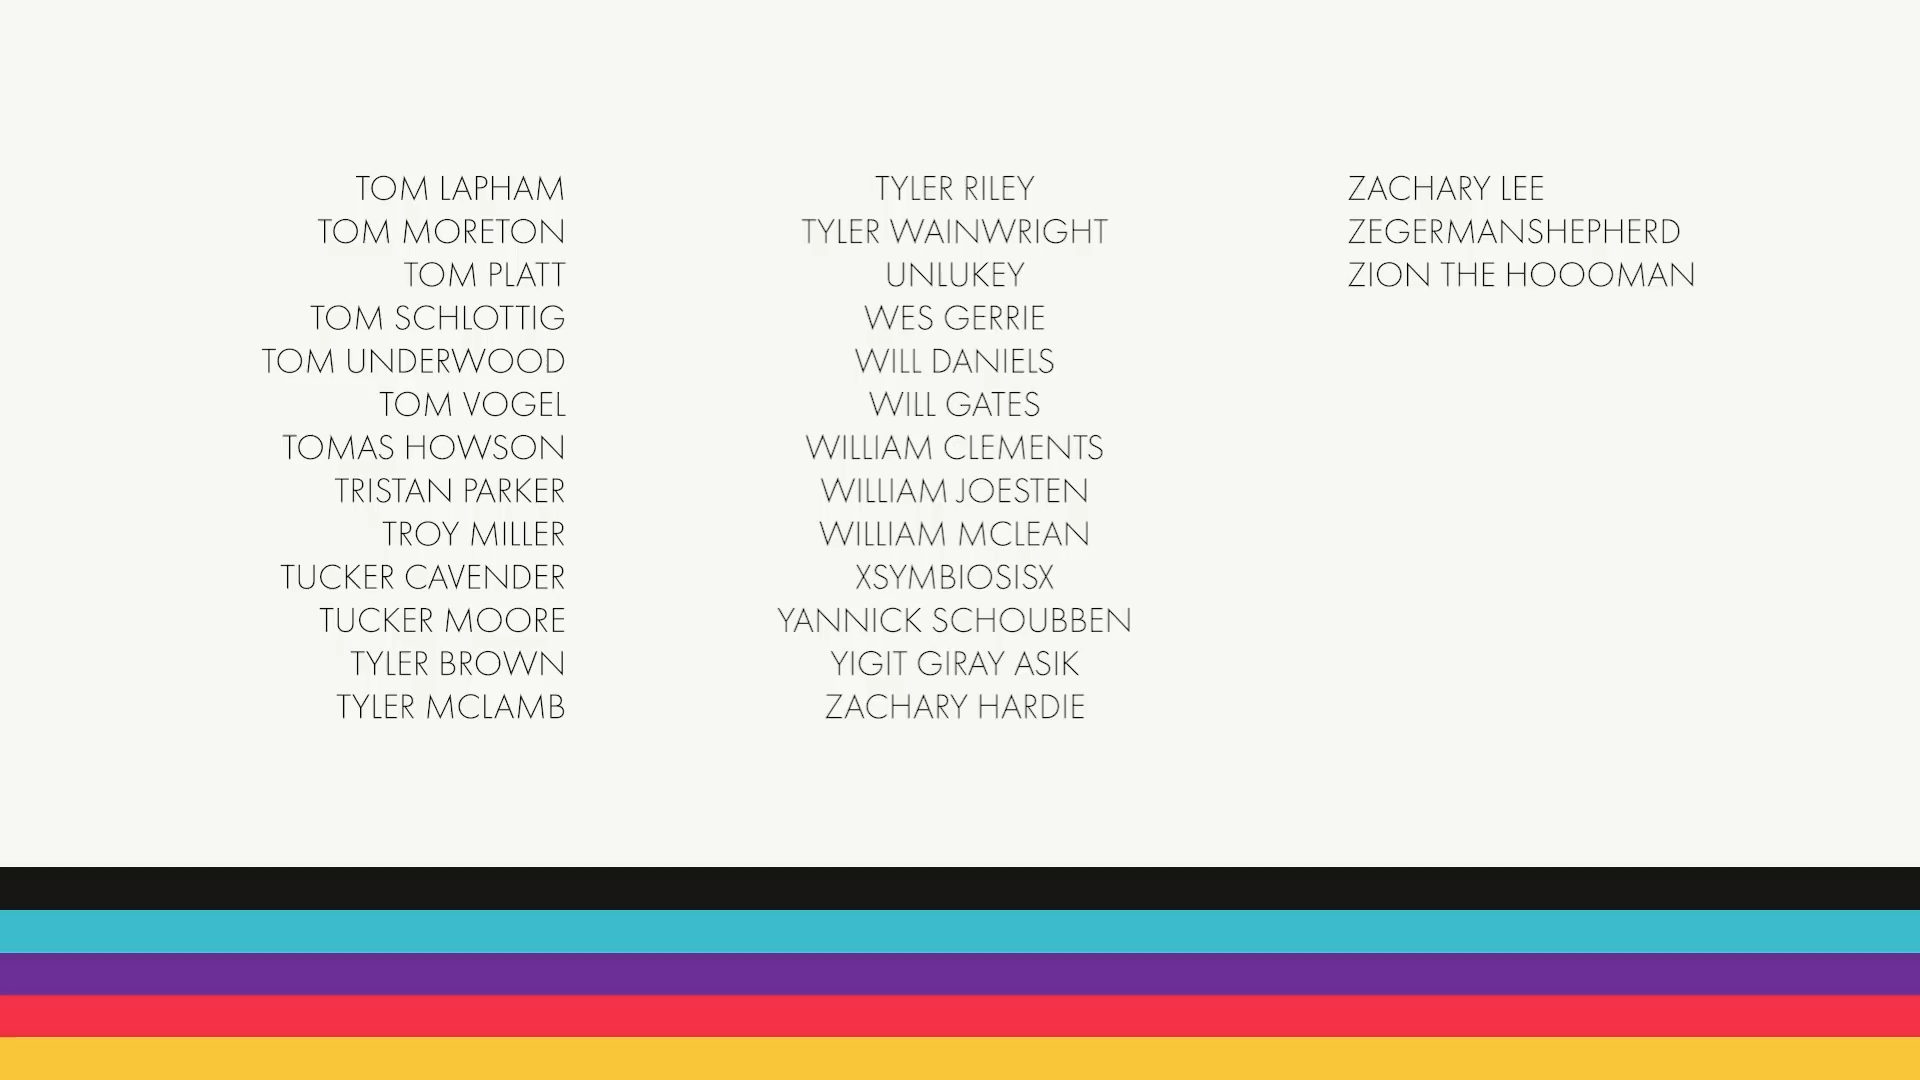 TOM LAPHAM
TOM MORETON
TOM PLATT
TOM SCHLOTTIG
TOM UNDERWOOD
TOM VOGEL
TOMAS HOWSON
TRISTAN PARKER
TROY MILLER
TUCKER CAVENDER
TUCKER MOORE
TYLER BROWN
TYLER MCLAMB
TYLER RILEY
TYLER WAINWRIGHT
UNLUKEY
WES GERRIE
WILL DANIELS
WILL GATES
WILLIAM CLEMENTS
WILLIAM JOESTEN
WILLIAM MCLEAN
XSYMBIOSISX
YANNICK SCHOUBBEN
YIGIT GIRAY ASIK
ZACHARY HARDIE
ZACHARY LEE
ZEGERMANSHEPHERD
ZION THE HOOOMAN